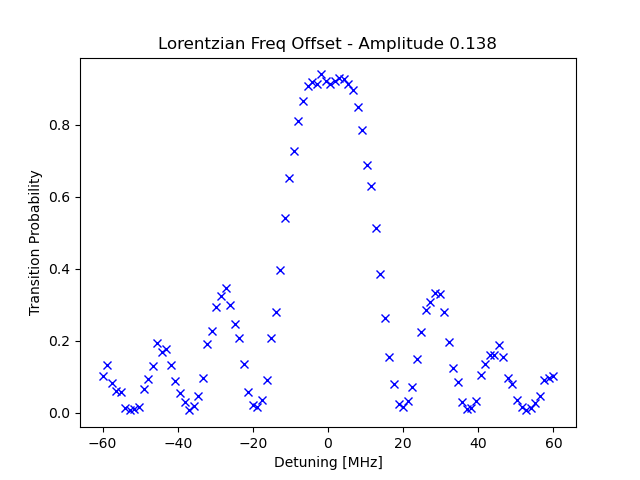 Lorentzian Freq Offset - Amplitude 0.138
Transition Probability
0.8
0.6
0.4
0.2
0.0
−60 −40 −20 0 20 40 60
Detuning [MHz]